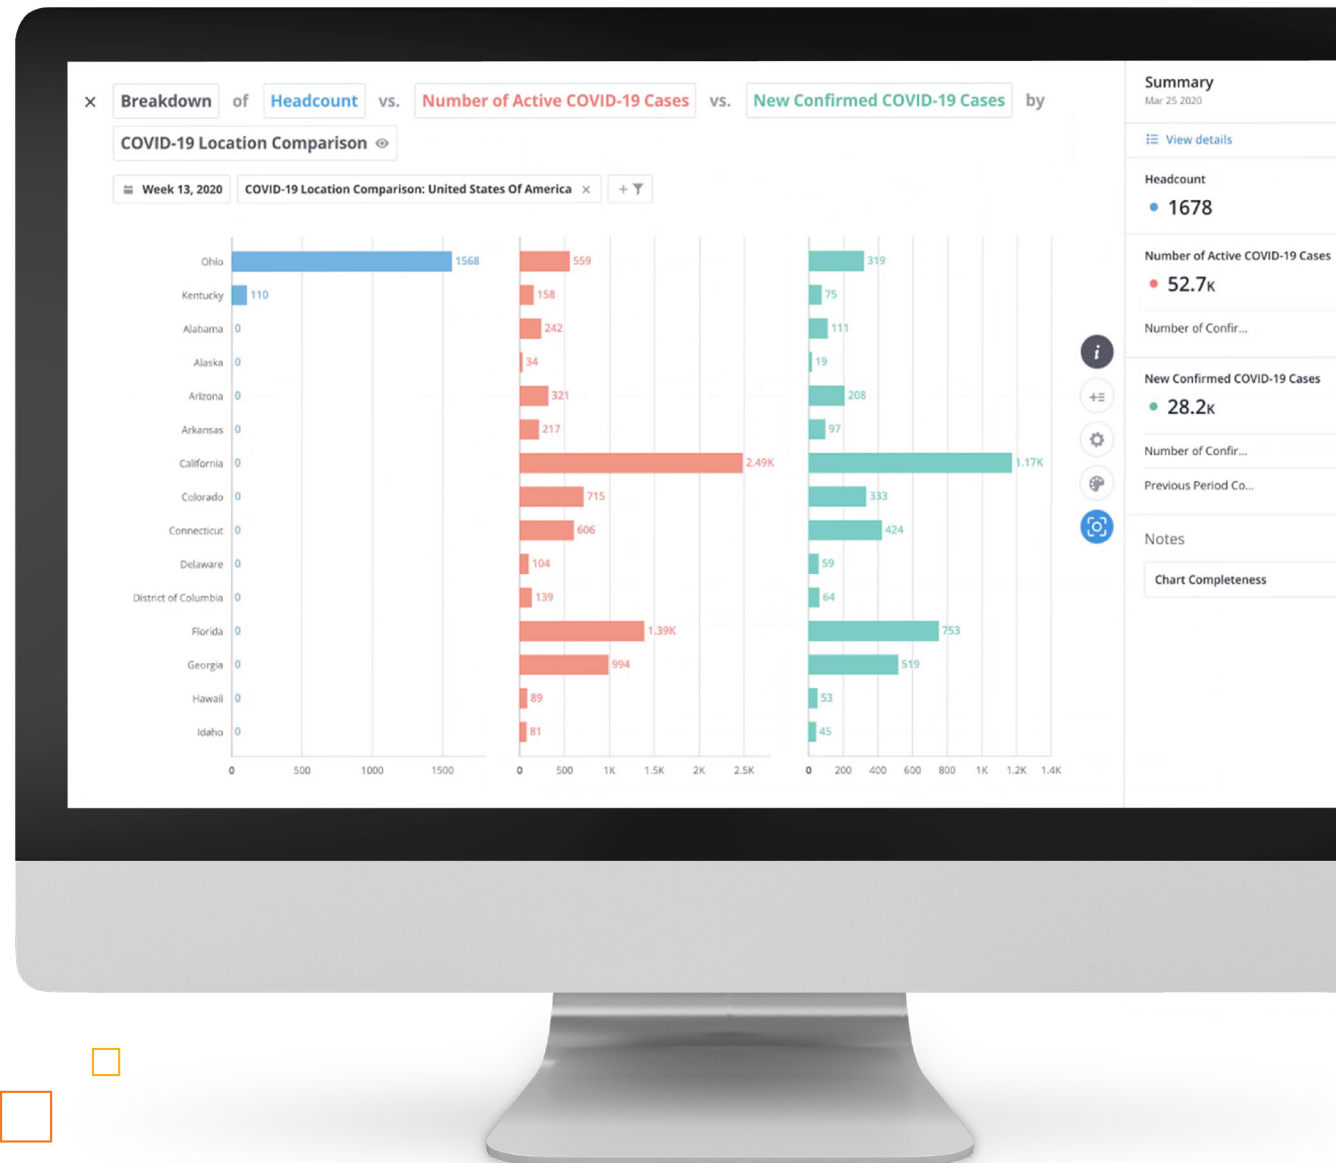 × Breakdown of Headcount vs. Number of Active COVID-19 Cases vs. New Confirmed COVID-19 Cases by
COVID-19 Location Comparison
Week 13, 2020 COVID-19 Location Comparison: United States Of America × +
Ohio 1568 559 319
Kentucky 110 158 75
Alabama 0 242 111
Alaska 0 34 19
Arizona 0 321 208
Arkansas 0 217 97
California 0 2.49K 1.17K
Colorado 0 715 333
Connecticut 0 606 424
Delaware 0 104 59
District of Columbia 0 139 64
Florida 0 1.39K 753
Georgia 0 994 519
Hawaii 0 89 53
Idaho 0 81 45
0 500 1000 1500 0 500 1K 1.5K 2K 2.5K 0 200 400 600 800 1K 1.2K 1.4K
i
Summary
Mar 25 2020
View details
Headcount
1678
Number of Active COVID-19 Cases
52.7K
Number of Confir...
New Confirmed COVID-19 Cases
28.2K
Number of Confir...
Previous Period Co...
Notes
Chart Completeness